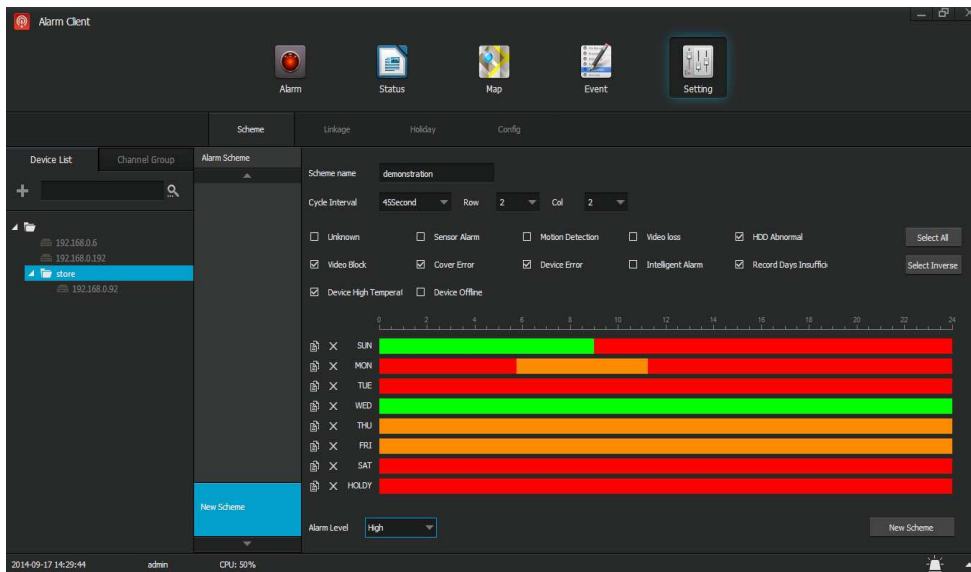 Alarm Client
Alarm Status Map Event Setting
Scheme Linkage Holiday Config
Device List Channel Group
Alarm Scheme
192.168.0.6
192.168.0.192
store
192.168.0.92
New Scheme
Scheme name demonstration
Cycle Interval 45Second Row 2 Col 2
Unknown Sensor Alarm Motion Detection Video loss HDD Abnormal Select All
Video Block Cover Error Device Error Intelligent Alarm Record Days Insuffici Select Inverse
Device High Temperat Device Offline
0 2 4 6 8 10 12 14 16 18 20 22 24
SUN
MON
TUE
WED
THU
FRI
SAT
HOLDY
Alarm Level High New Scheme
2014-09-17 14:29:44 admin CPU: 50%